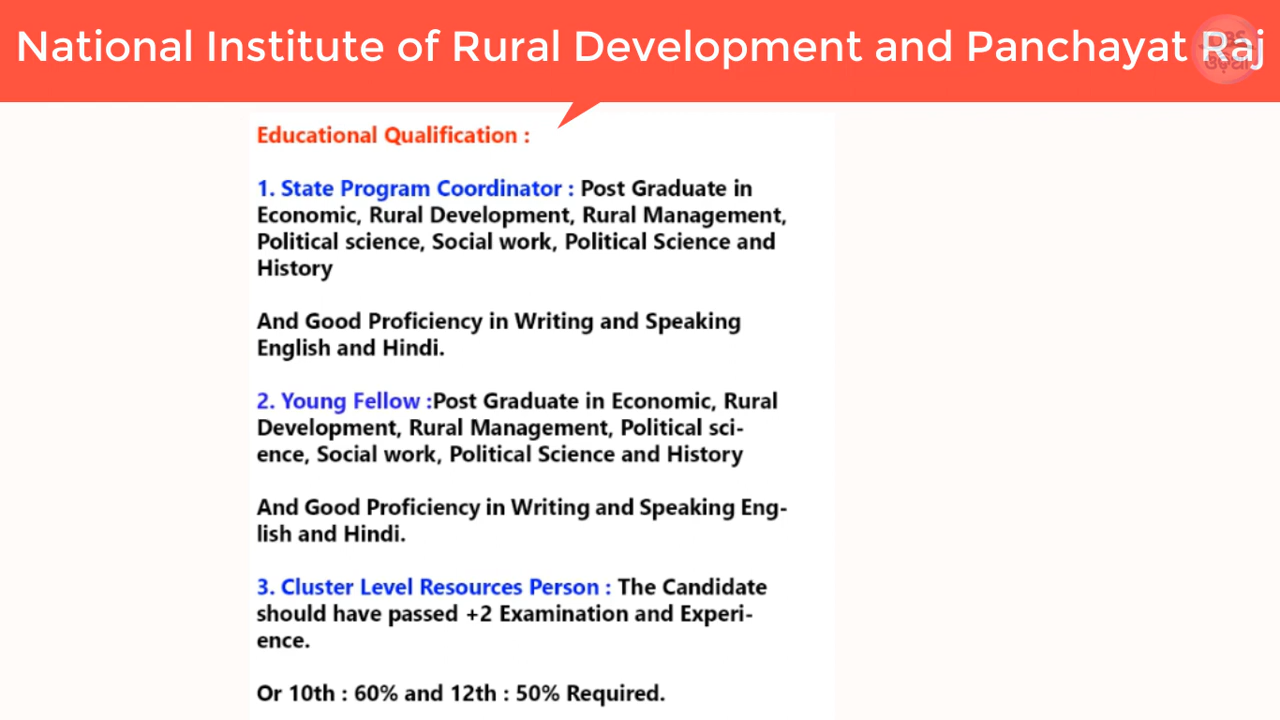 National Institute of Rural Development and Panchayat Raj
Educational Qualification :
1. State Program Coordinator : Post Graduate in
Economic, Rural Development, Rural Management,
Political science, Social work, Political Science and
History
And Good Proficiency in Writing and Speaking
English and Hindi.
2. Young Fellow :Post Graduate in Economic, Rural
Development, Rural Management, Political sci-
ence, Social work, Political Science and History
And Good Proficiency in Writing and Speaking Eng-
lish and Hindi.
3. Cluster Level Resources Person : The Candidate
should have passed +2 Examination and Experi-
ence.
Or 10th : 60% and 12th : 50% Required.